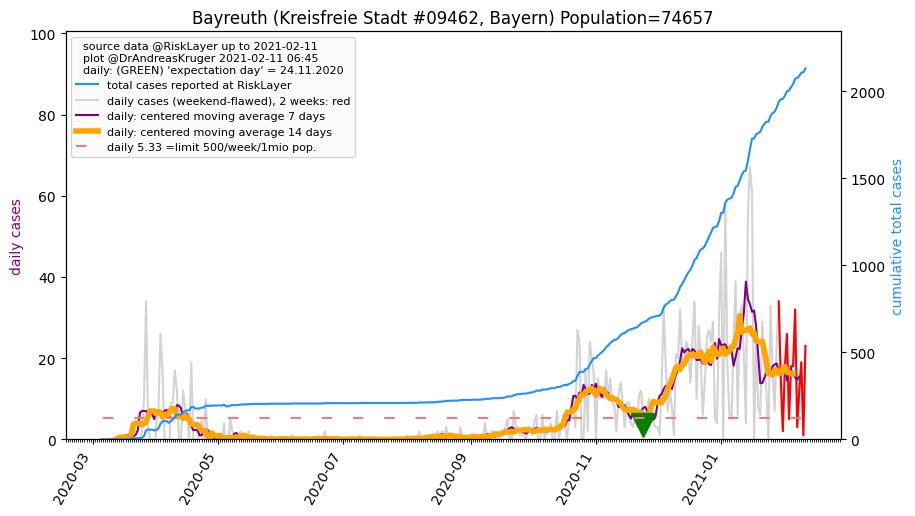 Bayreuth (Kreisfreie Stadt #09462, Bayern) Population=74657
source data @RiskLayer up to 2021-02-11
plot @DrAndreasKruger 2021-02-11 06:45
daily: (GREEN) 'expectation day' = 24.11.2020
total cases reported at RiskLayer
daily cases (weekend-flawed), 2 weeks: red
daily: centered moving average 7 days
daily: centered moving average 14 days
daily 5.33 =limit 500/week/1mio pop.
100
80
60
40
20
0
daily cases
2000
1500
1000
500
0
cumulative total cases
2020-03
2020-05
2020-07
2020-09
2020-11
2021-01